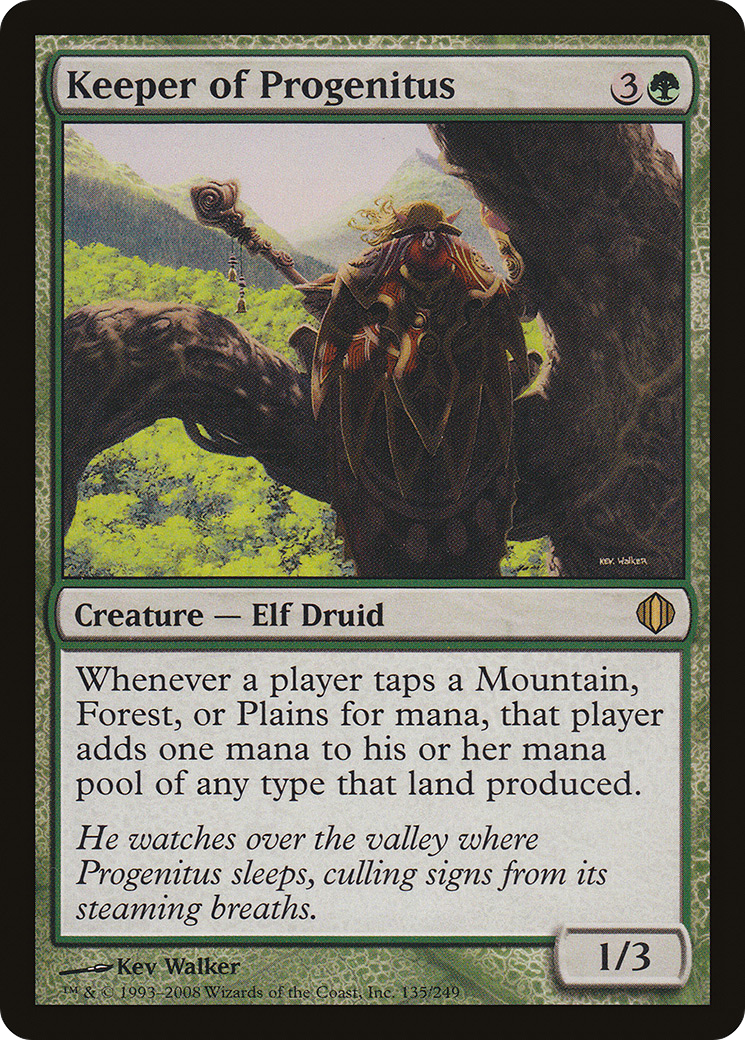 Keeper of Progenitus 3
KEV WALKER
Creature — Elf Druid
Whenever a player taps a Mountain,
Forest, or Plains for mana, that player
adds one mana to his or her mana
pool of any type that land produced.
He watches over the valley where
Progenitus sleeps, culling signs from its
steaming breaths.
1/3
Kev Walker
™ & © 1993–2008 Wizards of the Coast, Inc. 135/249